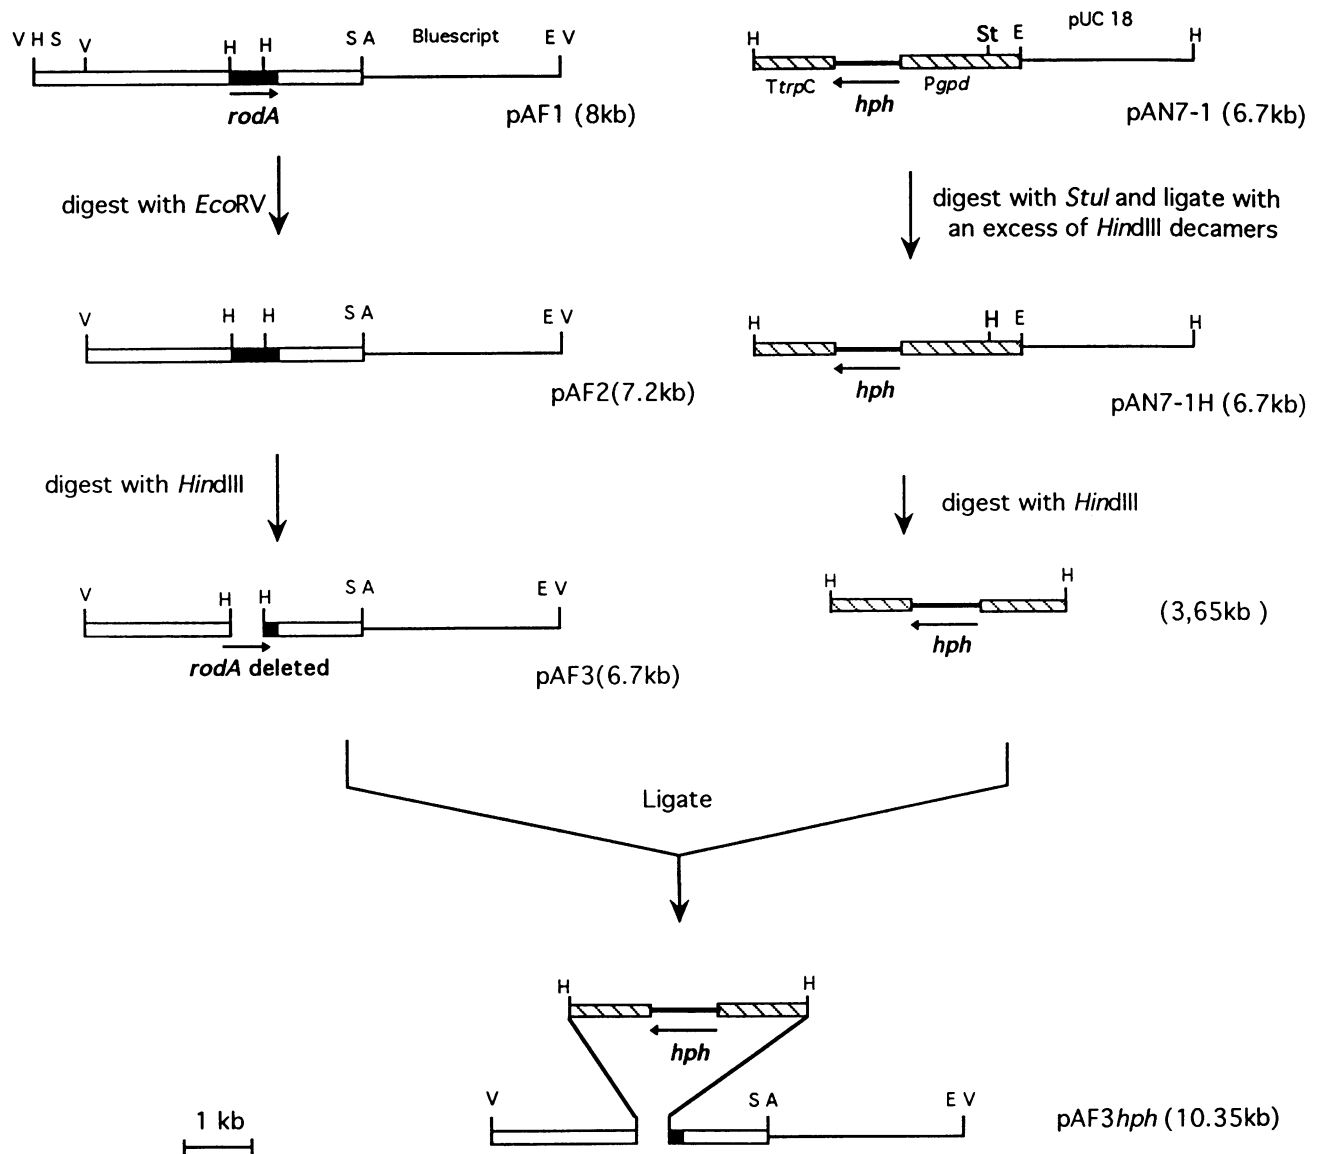 V H S V H H S A Bluescript E V
rodA
pAF1 (8kb)
H St E pUC 18 H
TtrpC hph Pgpd
pAN7-1 (6.7kb)
digest with EcoRV
digest with StuI and ligate with
an excess of HindIII decamers
V H H S A E V
pAF2(7.2kb)
H H E H
hph
pAN7-1H (6.7kb)
digest with HindIII
digest with HindIII
V H H S A E V
rodA deleted
pAF3(6.7kb)
H H
hph
(3,65kb )
Ligate
H H
hph
V S A E V
1 kb
pAF3hph (10.35kb)